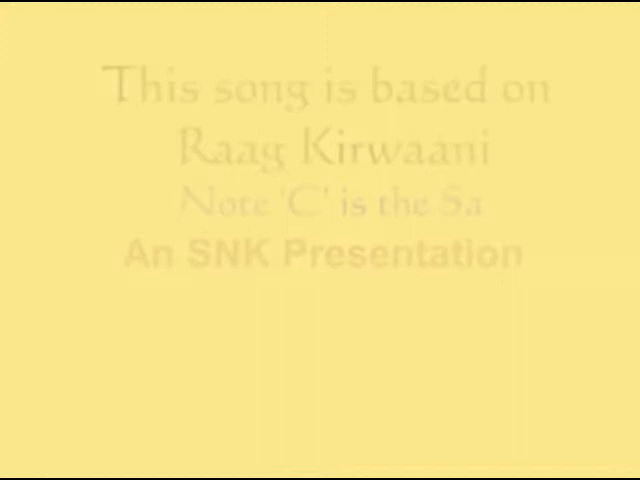 This song is based on
Raag Kirwaani
Note 'C' is the Sa
An SNK Presentation